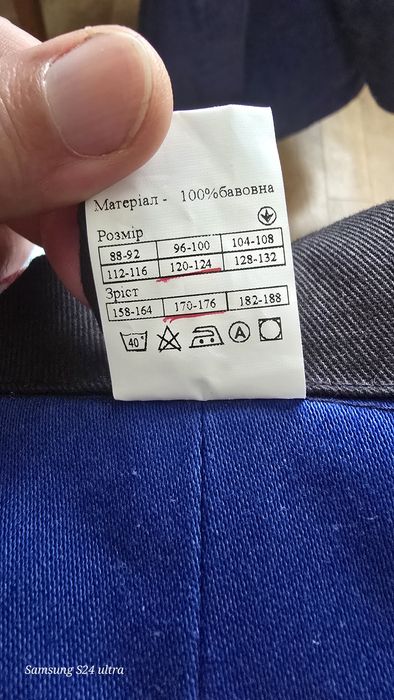 Матеріал - 100%бавовна
Розмір
88-92 96-100 104-108
112-116 120-124 128-132
Зріст
158-164 170-176 182-188
40° A
Samsung S24 ultra